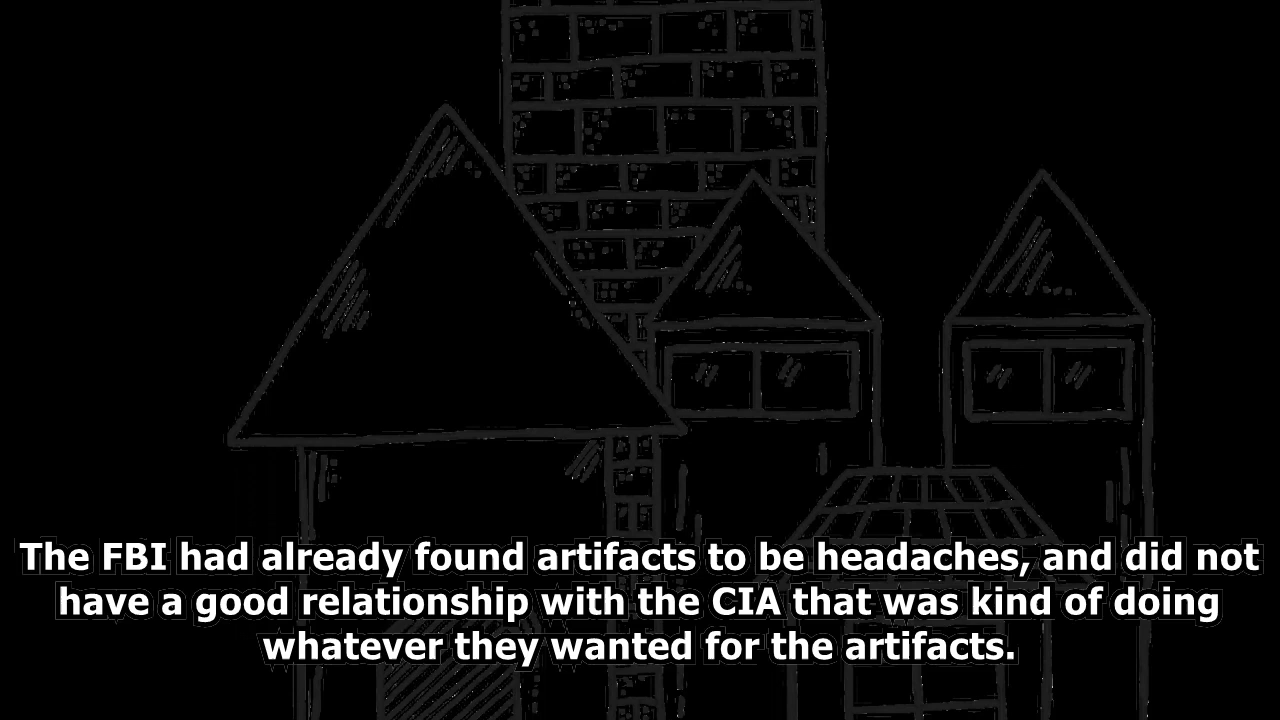 The FBI had already found artifacts to be headaches, and did not
have a good relationship with the CIA that was kind of doing
whatever they wanted for the artifacts.